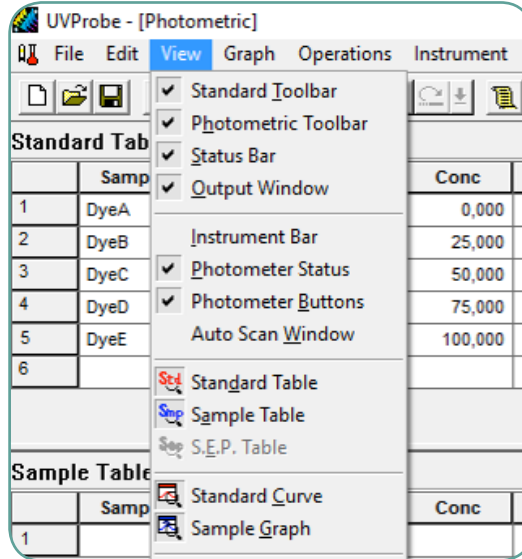 UVProbe - [Photometric]
File Edit View Graph Operations Instrument
Standard Toolbar
Photometric Toolbar
Standard Tab
Status Bar
Samp Conc
Output Window
1 DyeA 0,000
2 DyeB 25,000
Instrument Bar
3 DyeC 50,000
Photometer Status
4 DyeD 75,000
Photometer Buttons
5 DyeE 100,000
Auto Scan Window
6
Std Standard Table
Smp Sample Table
Sep S.E.P. Table
Sample Table
Standard Curve
Samp Conc
Sample Graph
1